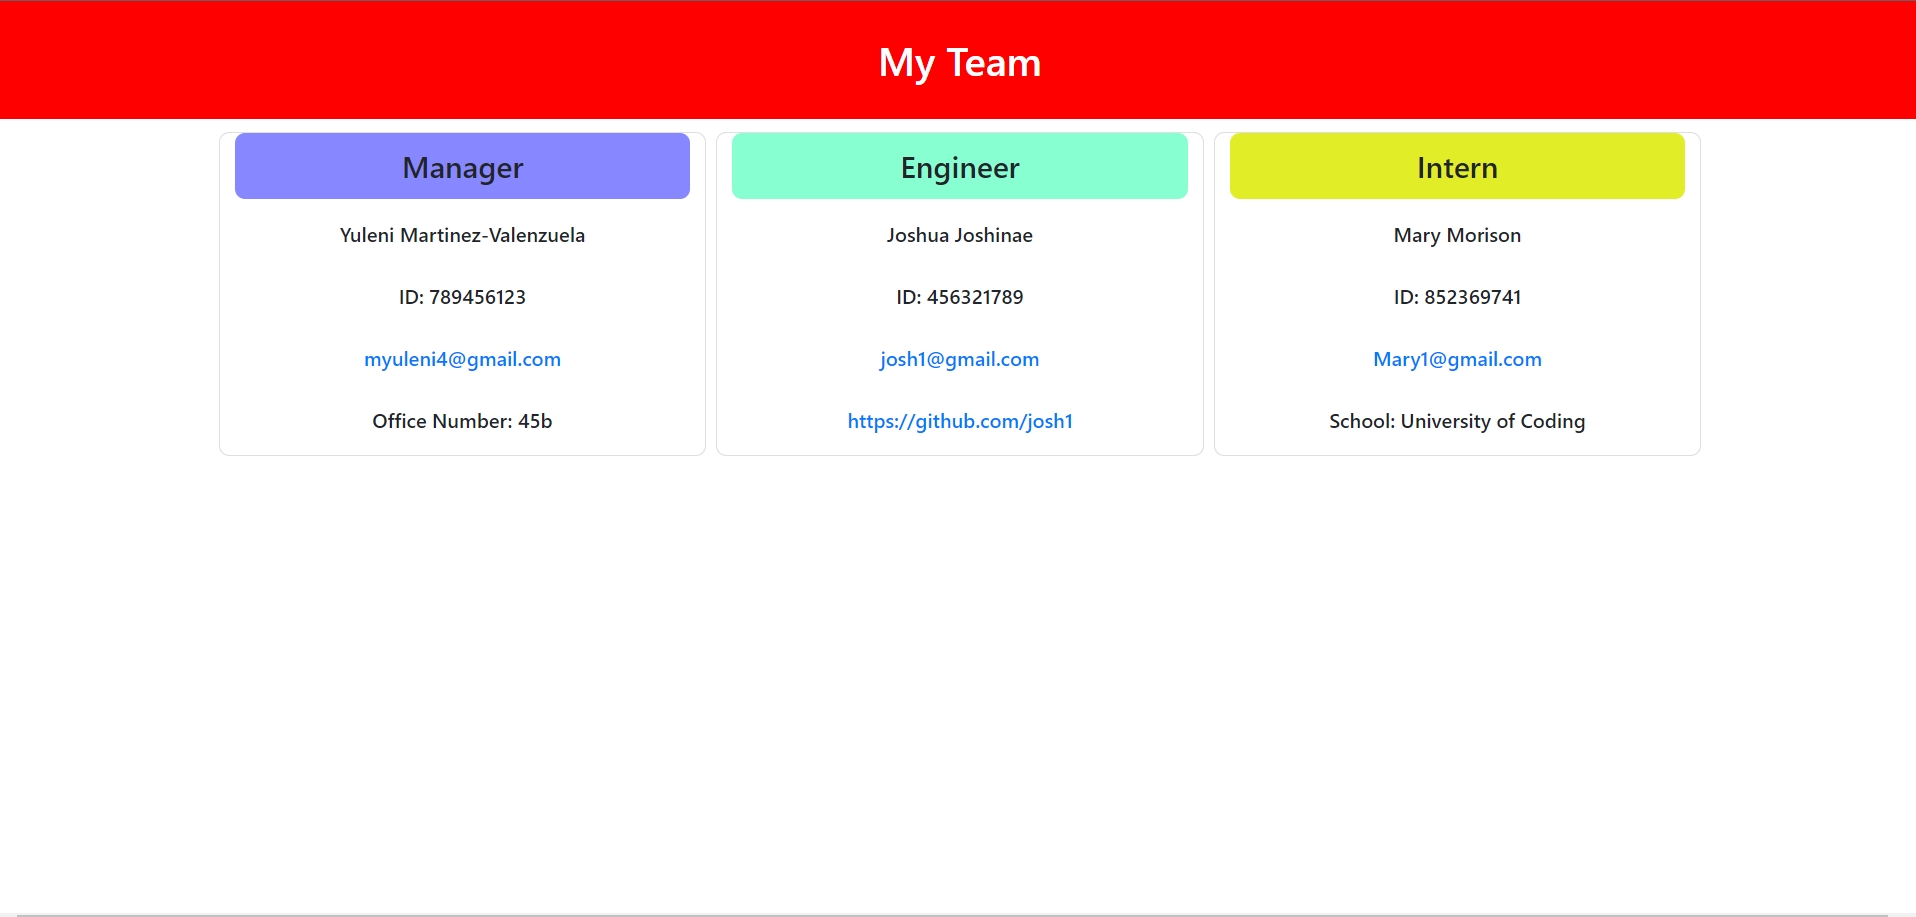 My Team
Manager
Yuleni Martinez-Valenzuela
ID: 789456123
myuleni4@gmail.com
Office Number: 45b
Engineer
Joshua Joshinae
ID: 456321789
josh1@gmail.com
https://github.com/josh1
Intern
Mary Morison
ID: 852369741
Mary1@gmail.com
School: University of Coding